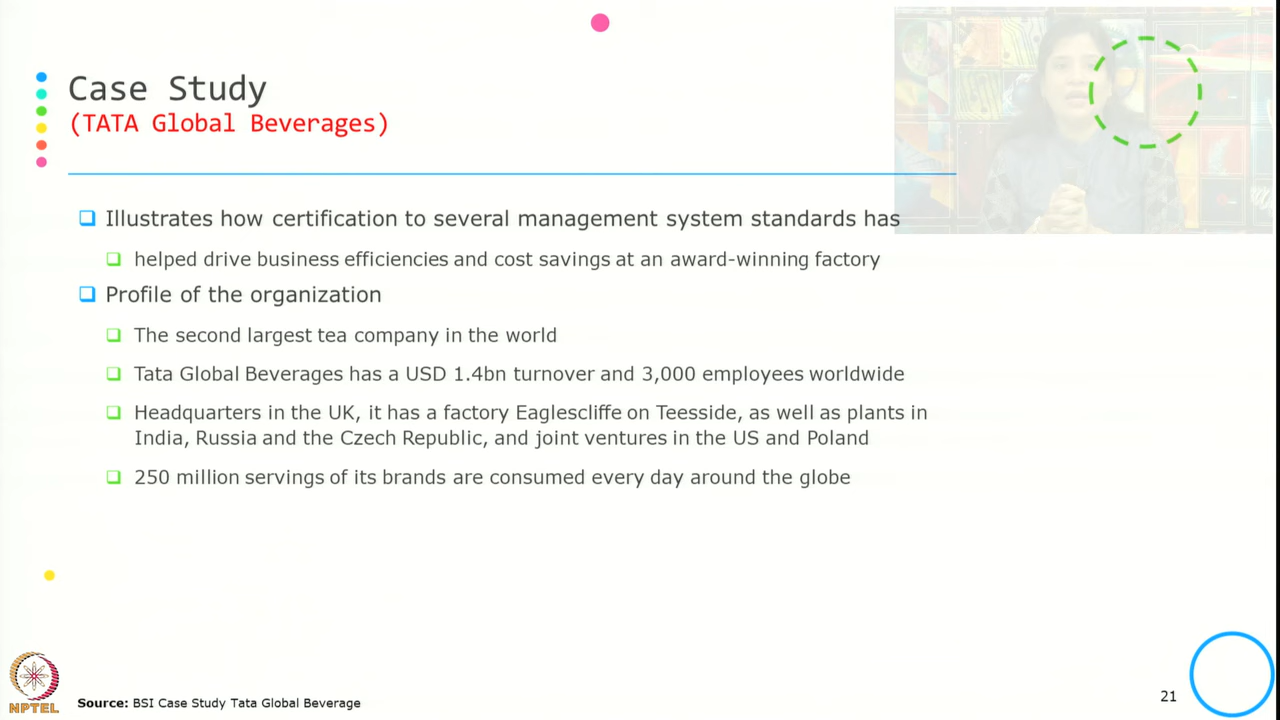 Case Study
(TATA Global Beverages)
Illustrates how certification to several management system standards has
helped drive business efficiencies and cost savings at an award-winning factory
Profile of the organization
The second largest tea company in the world
Tata Global Beverages has a USD 1.4bn turnover and 3,000 employees worldwide
Headquarters in the UK, it has a factory Eaglescliffe on Teesside, as well as plants in
India, Russia and the Czech Republic, and joint ventures in the US and Poland
250 million servings of its brands are consumed every day around the globe
NPTEL
Source: BSI Case Study Tata Global Beverage
21